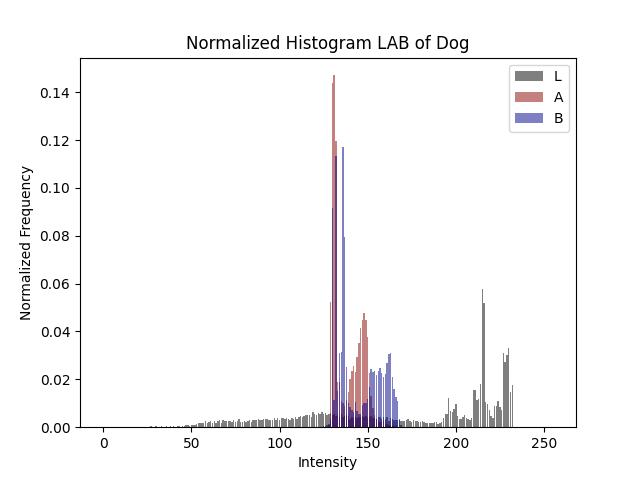 Normalized Histogram LAB of Dog
L
A
B
Normalized Frequency
0.14
0.12
0.10
0.08
0.06
0.04
0.02
0.00
0 50 100 150 200 250
Intensity